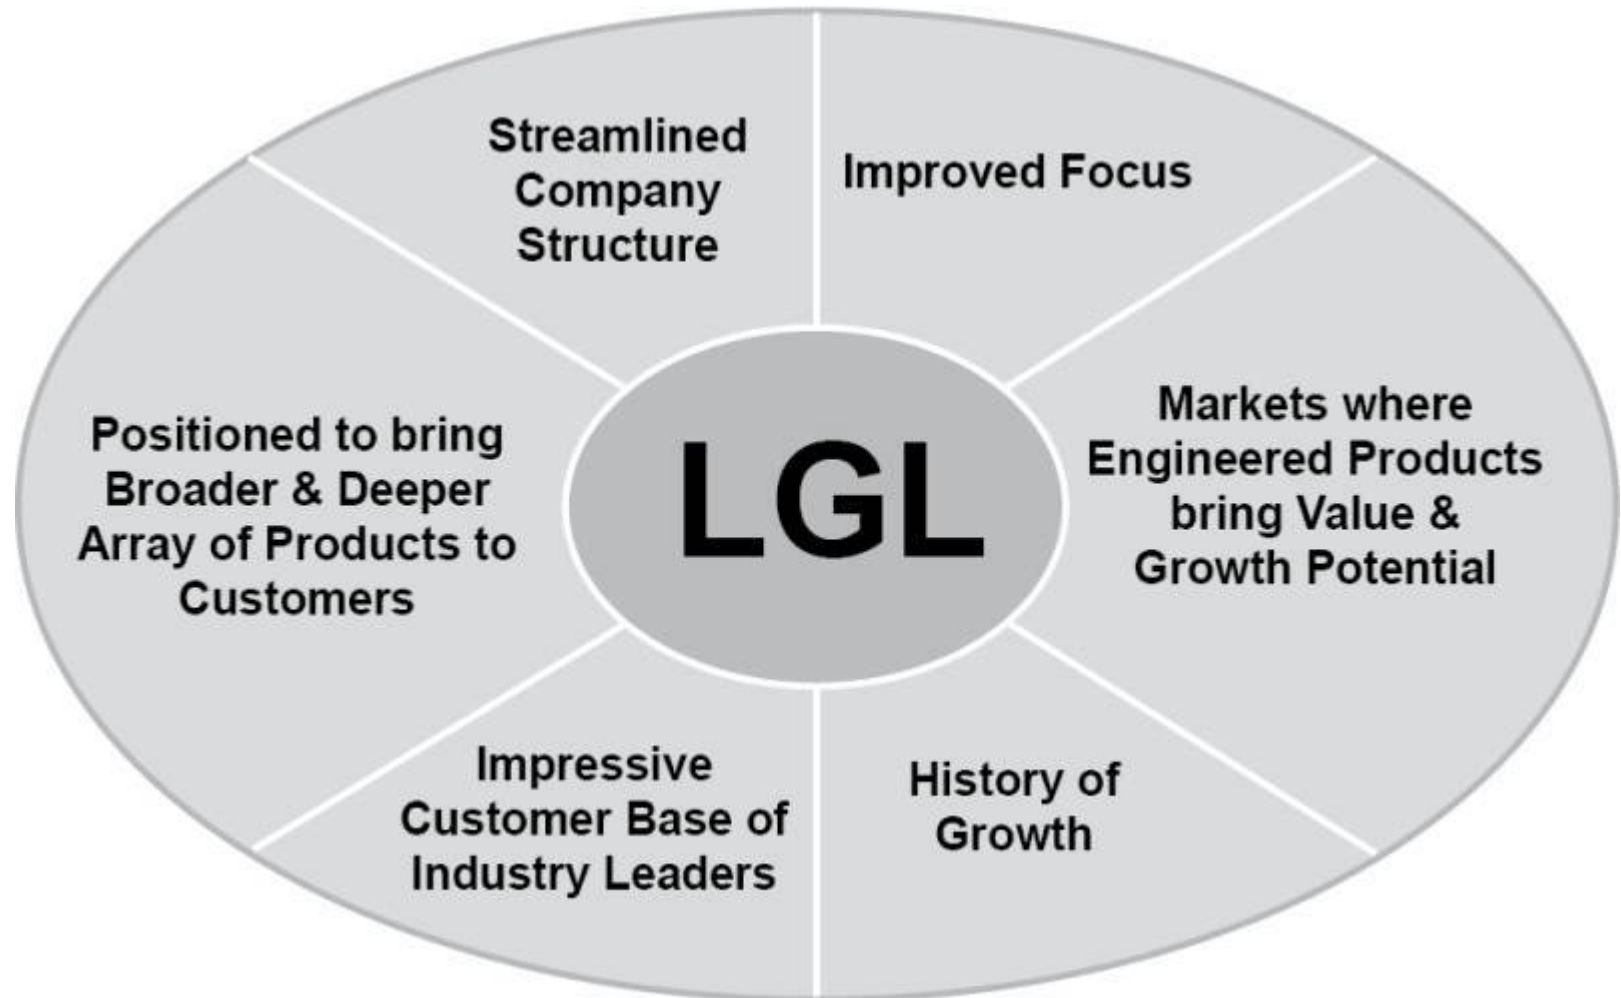 Streamlined
Company
Structure
Improved Focus
Markets where
Engineered Products
bring Value &
Growth Potential
History of
Growth
Impressive
Customer Base of
Industry Leaders
Positioned to bring
Broader & Deeper
Array of Products to
Customers
LGL